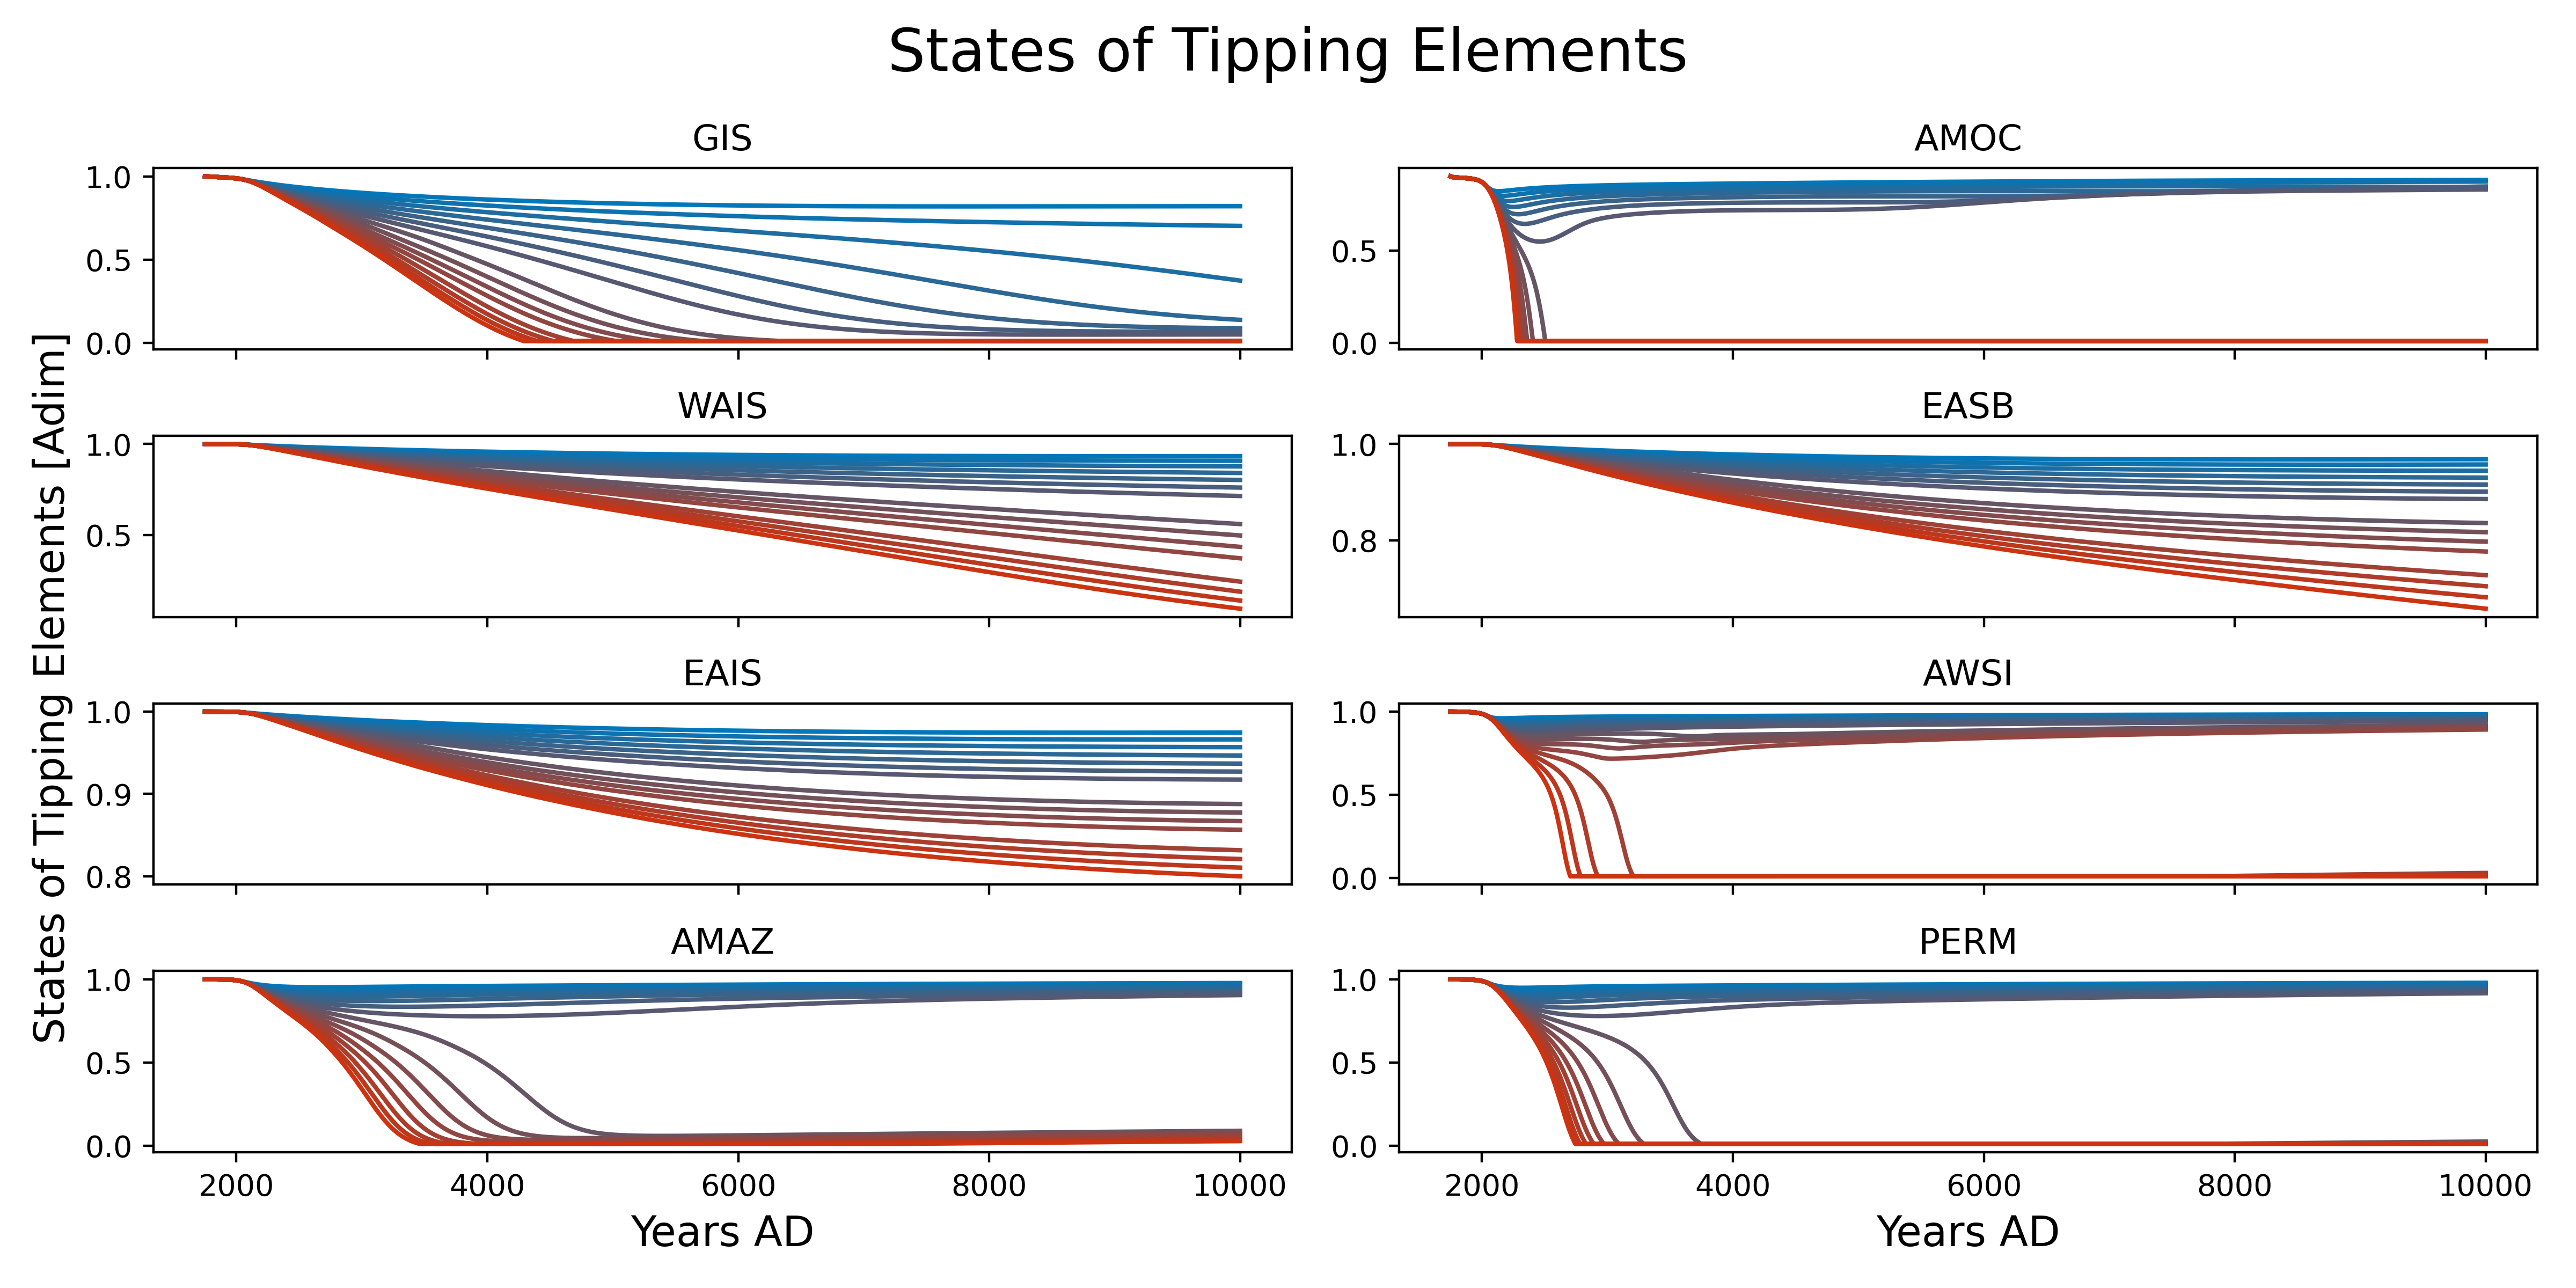 States of Tipping Elements
States of Tipping Elements [Adim]
GIS
1.0
0.5
0.0
AMOC
0.5
0.0
WAIS
1.0
0.5
EASB
1.0
0.8
EAIS
1.0
0.9
0.8
AWSI
1.0
0.5
0.0
AMAZ
1.0
0.5
0.0
2000 4000 6000 8000 10000
Years AD
PERM
1.0
0.5
0.0
2000 4000 6000 8000 10000
Years AD